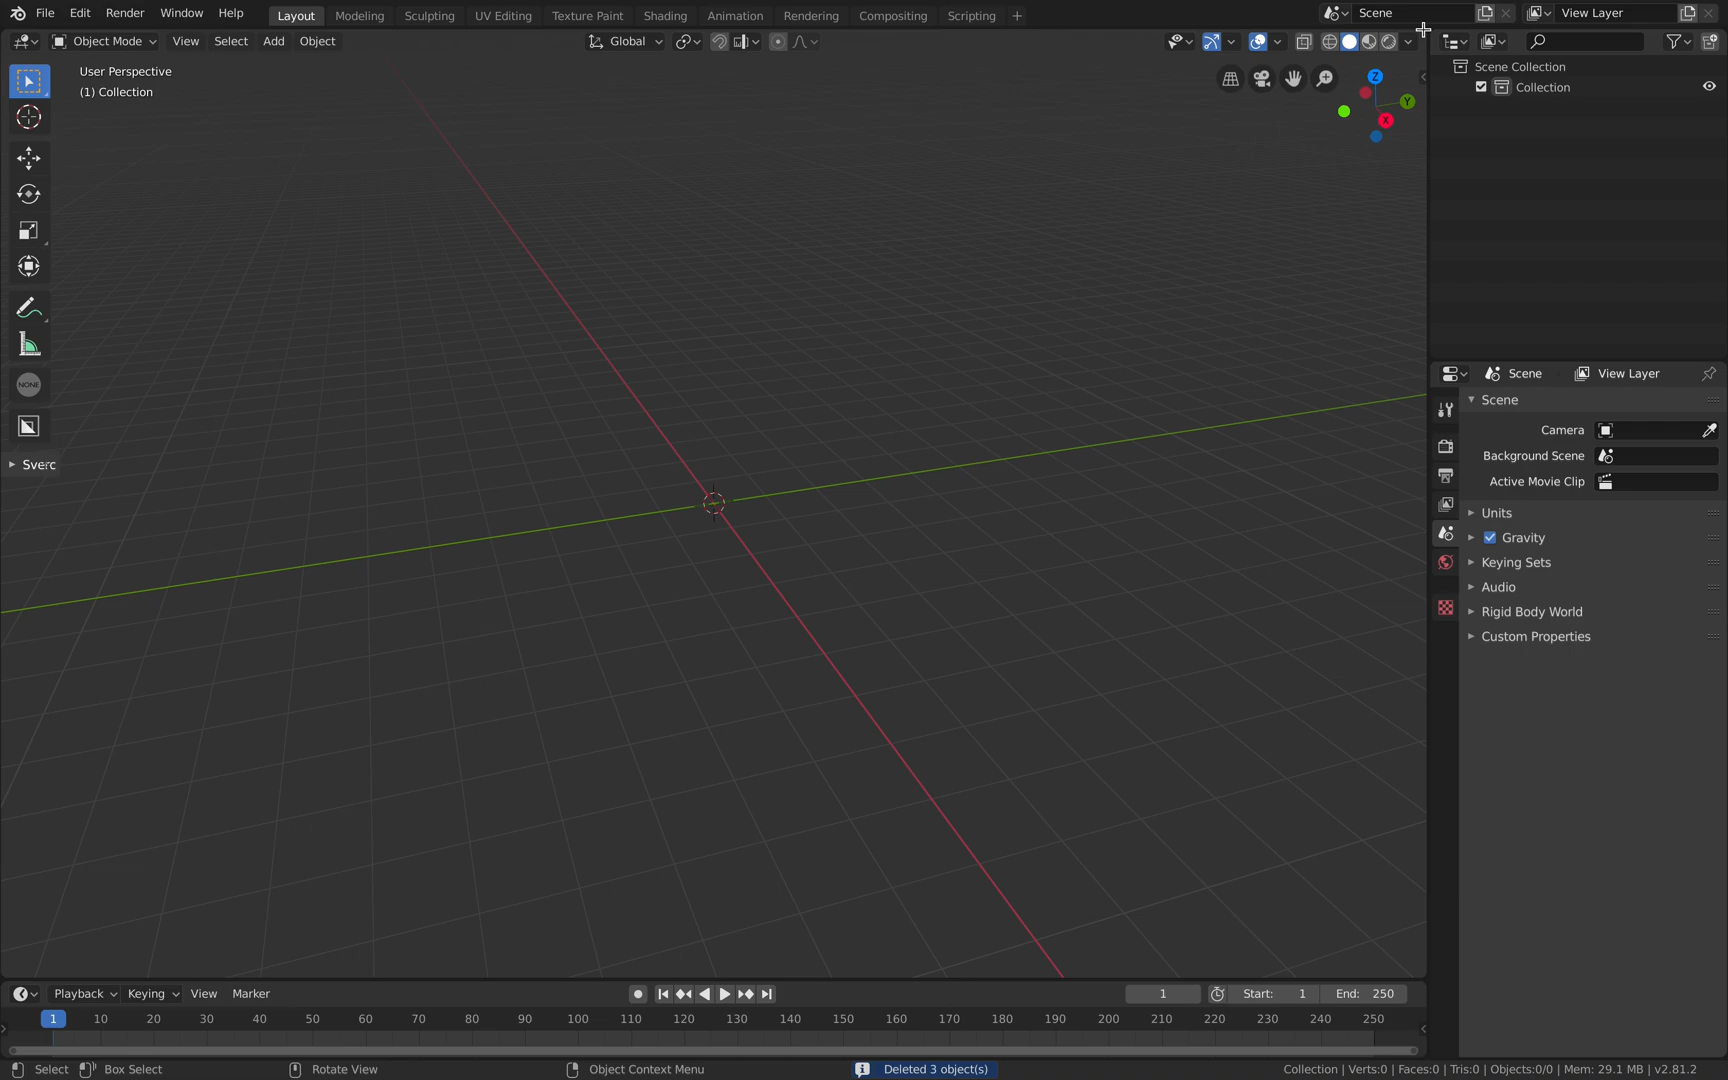 File Edit Render Window Help Layout Modeling Sculpting UV Editing Texture Paint Shading Animation Rendering Compositing Scripting + Scene View Layer
Object Mode View Select Add Object Global
User Perspective
(1) Collection
Z
Y
X
NONE
Sverc
Scene Collection
Collection
Scene View Layer
Scene
Camera
Background Scene
Active Movie Clip
Units
Gravity
Keying Sets
Audio
Rigid Body World
Custom Properties
Playback Keying View Marker 1 Start: 1 End: 250
1 10 20 30 40 50 60 70 80 90 100 110 120 130 140 150 160 170 180 190 200 210 220 230 240 250
Select Box Select Rotate View Object Context Menu Deleted 3 object(s) Collection | Verts:0 | Faces:0 | Tris:0 | Objects:0/0 | Mem: 29.1 MB | v2.81.2